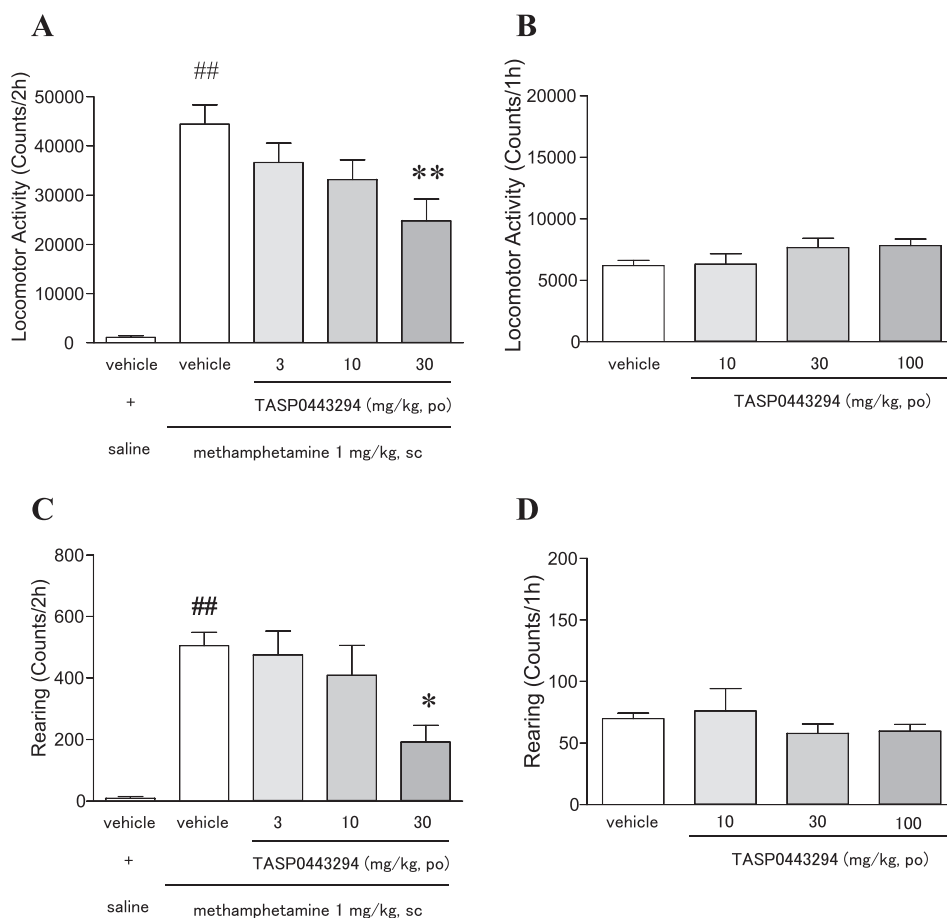 A
##
Locomotor Activity (Counts/2h)
50000
40000
30000
20000
10000
0
**
vehicle vehicle 3 10 30
+ TASP0443294 (mg/kg, po)
saline methamphetamine 1 mg/kg, sc
B
Locomotor Activity (Counts/1h)
20000
15000
10000
5000
0
vehicle 10 30 100
TASP0443294 (mg/kg, po)
C
Rearing (Counts/2h)
800
600
400
200
0
##
*
vehicle vehicle 3 10 30
+ TASP0443294 (mg/kg, po)
saline methamphetamine 1 mg/kg, sc
D
Rearing (Counts/1h)
200
150
100
50
0
vehicle 10 30 100
TASP0443294 (mg/kg, po)